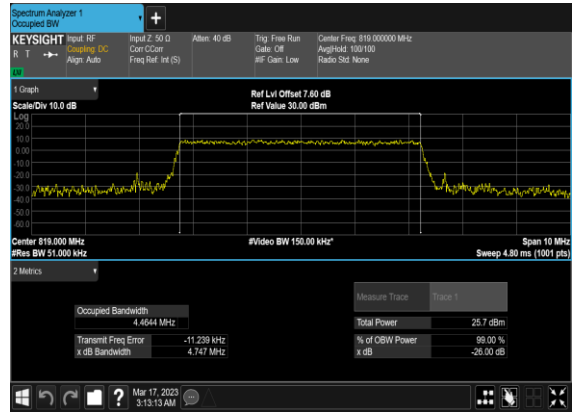 Spectrum Analyzer 1
Occupied BW
+
KEYSIGHT Input: RF Input Z: 50 Ω Atten: 40 dB Trig: Free Run Center Freq: 819.000000 MHz
R T Coupling: DC Corr CCorr Gate: Off Avg|Hold: 100/100
Align: Auto Freq Ref: Int (S) #IF Gain: Low Radio Std: None
1 Graph
Scale/Div 10.0 dB Ref Lvl Offset 7.60 dB
Ref Value 30.00 dBm
Log
20.0
10.0
0.00
-10.0
-20.0
-30.0
-40.0
-50.0
-60.0
Center 819.000 MHz #Video BW 150.00 kHz* Span 10 MHz
#Res BW 51.000 kHz Sweep 4.80 ms (1001 pts)
2 Metrics
Measure Trace Trace 1
Occupied Bandwidth
4.4644 MHz Total Power 25.7 dBm
Transmit Freq Error -11.239 kHz % of OBW Power 99.00 %
x dB Bandwidth 4.747 MHz x dB -26.00 dB
? Mar 17, 2023
3:13:13 AM